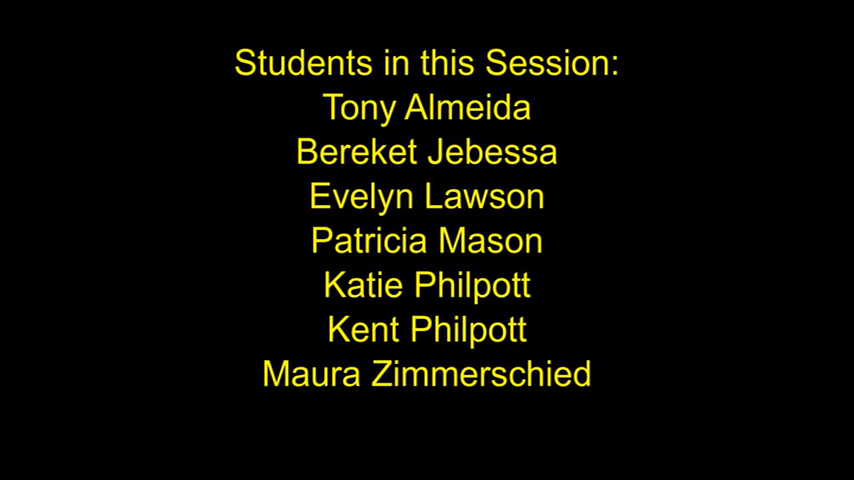 Students in this Session:
Tony Almeida
Bereket Jebessa
Evelyn Lawson
Patricia Mason
Katie Philpott
Kent Philpott
Maura Zimmerschied